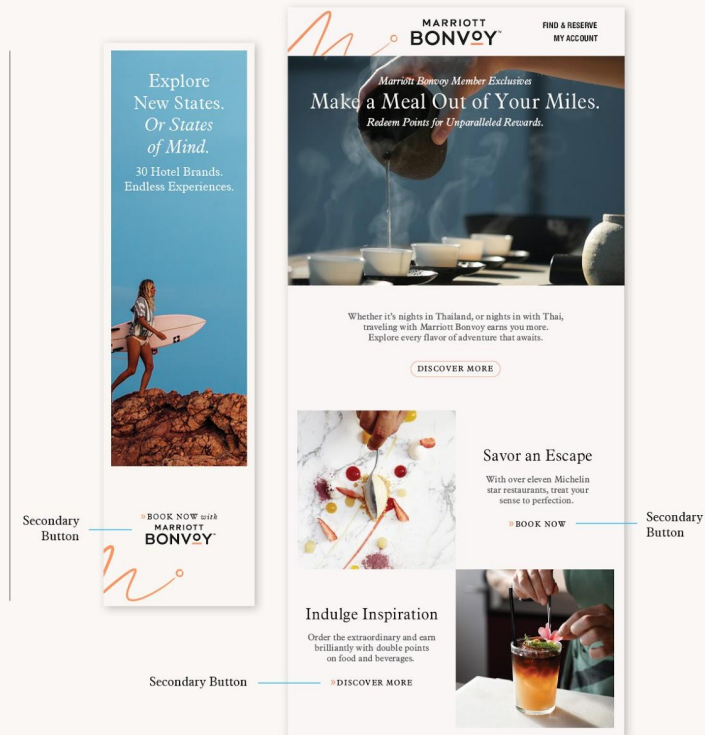 Explore
New States.
Or States
of Mind.
30 Hotel Brands.
Endless Experiences.
»BOOK NOW with
MARRIOTT
BONVOY™
Secondary
Button
MARRIOTT
BONVOY™
FIND & RESERVE
MY ACCOUNT
Marriott Bonvoy Member Exclusives
Make a Meal Out of Your Miles.
Redeem Points for Unparalleled Rewards.
Whether it's nights in Thailand, or nights in with Thai,
traveling with Marriott Bonvoy earns you more.
Explore every flavor of adventure that awaits.
DISCOVER MORE
Savor an Escape
With over eleven Michelin
star restaurants, treat your
sense to perfection.
»BOOK NOW
Secondary
Button
Indulge Inspiration
Order the extraordinary and earn
brilliantly with double points
on food and beverages.
»DISCOVER MORE
Secondary Button